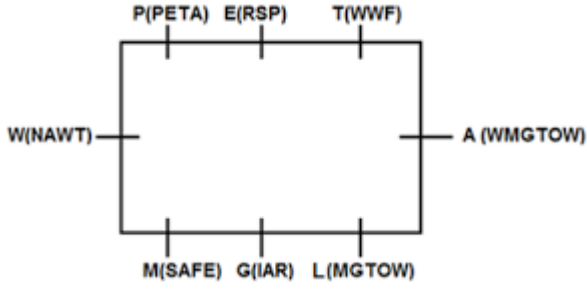 P(PETA) E(RSP) T(WWF)
W(NAWT) A (WMGTOW)
M(SAFE) G(IAR) L(MGTOW)